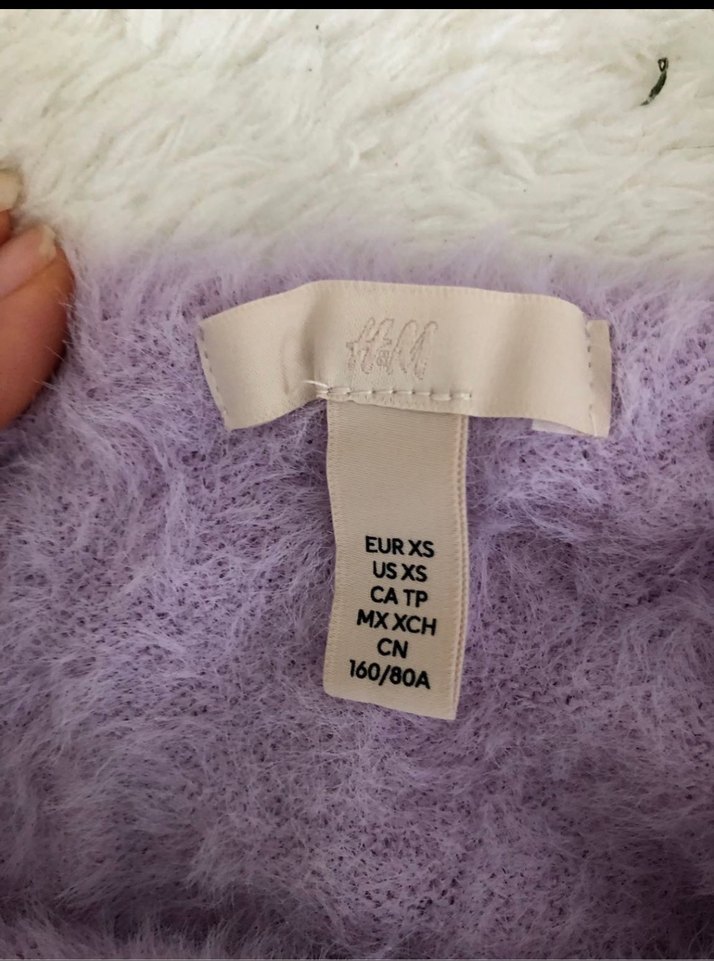 H&M
EUR XS
US XS
CA TP
MX XCH
CN
160/80A